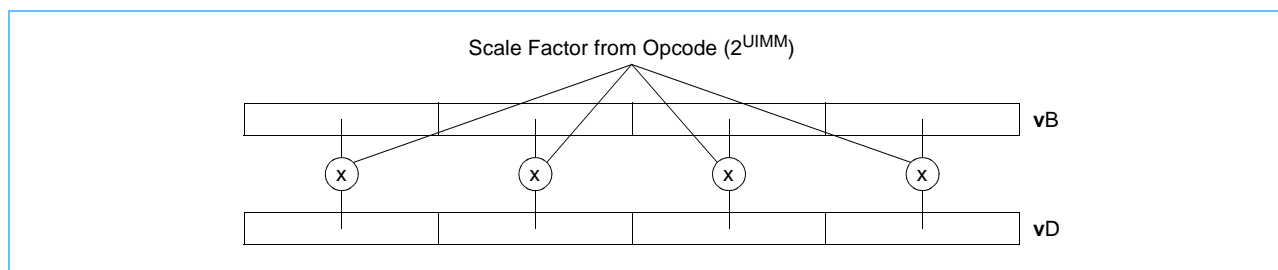 Scale Factor from Opcode (2^UIMM)
vB
x x x x
vD